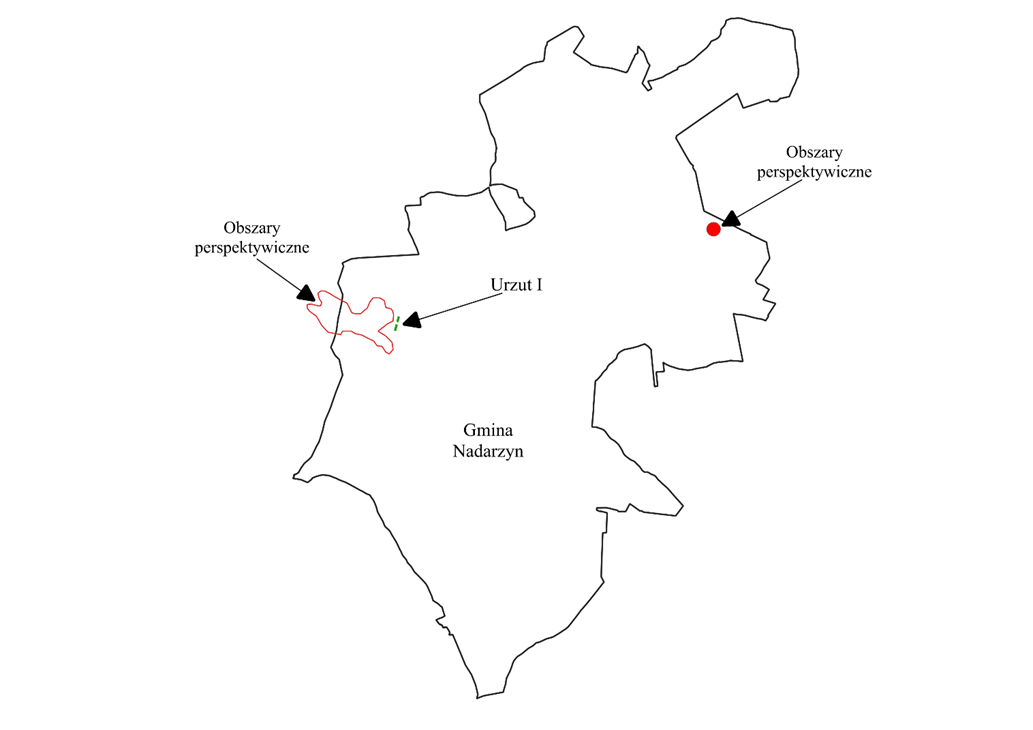 Obszary
perspektywiczne
Obszary
perspektywiczne
Urzut I
Gmina
Nadarzyn